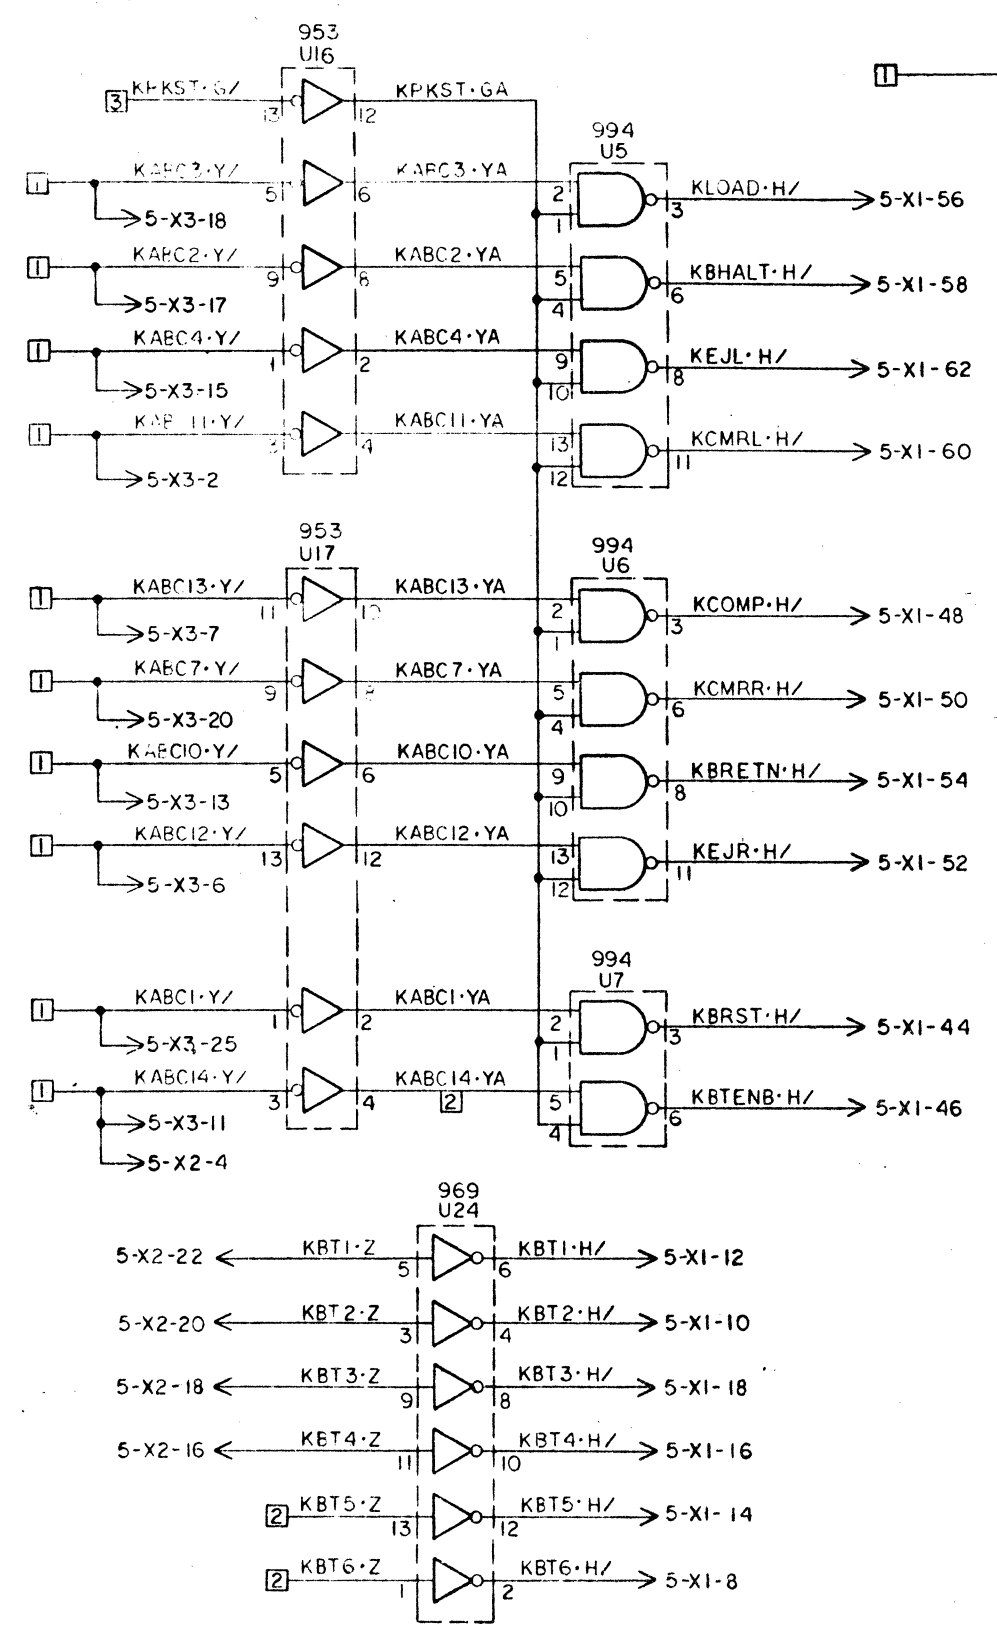 953
U16
3 KPKST·G/ 13 12 KPKST·GA
1
994
U5
1 KABC3·Y/ 5 6 KABC3·YA 2 1 3 KLOAD·H/ 5-X1-56
5-X3-18
1 KABC2·Y/ 9 8 KABC2·YA 5 4 6 KBHALT·H/ 5-X1-58
5-X3-17
1 KABC4·Y/ 1 2 KABC4·YA 9 10 8 KEJL·H/ 5-X1-62
5-X3-15
1 KABC11·Y/ 3 4 KABC11·YA 13 12 11 KCMRL·H/ 5-X1-60
5-X3-2
953
U17
994
U6
1 KABC13·Y/ 11 10 KABC13·YA 2 1 3 KCOMP·H/ 5-X1-48
5-X3-7
1 KABC7·Y/ 9 8 KABC7·YA 5 4 6 KCMRR·H/ 5-X1-50
5-X3-20
1 KABC10·Y/ 5 6 KABC10·YA 9 10 8 KBRETN·H/ 5-X1-54
5-X3-13
1 KABC12·Y/ 13 12 KABC12·YA 13 12 11 KEJR·H/ 5-X1-52
5-X3-6
994
U7
1 KABC1·Y/ 1 2 KABC1·YA 2 1 3 KBRST·H/ 5-X1-44
5-X3-25
1 KABC14·Y/ 3 4 KABC14·YA 2 5 4 6 KBTENB·H/ 5-X1-46
5-X3-11
5-X2-4
969
U24
5-X2-22 KBT1·Z 5 6 KBT1·H/ 5-X1-12
5-X2-20 KBT2·Z 3 4 KBT2·H/ 5-X1-10
5-X2-18 KBT3·Z 9 8 KBT3·H/ 5-X1-18
5-X2-16 KBT4·Z 11 10 KBT4·H/ 5-X1-16
2 KBT5·Z 13 12 KBT5·H/ 5-X1-14
2 KBT6·Z 1 2 KBT6·H/ 5-X1-8